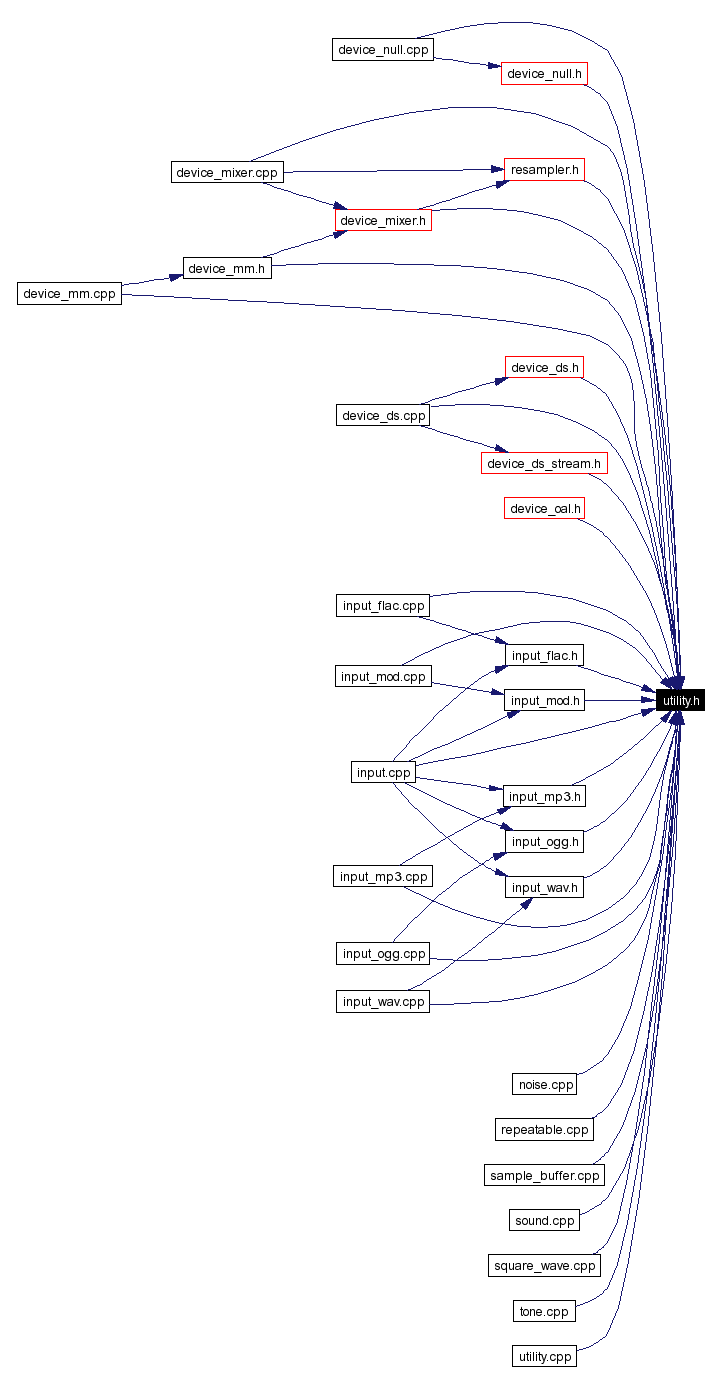 device_null.cpp
device_null.h
resampler.h
device_mixer.cpp
device_mixer.h
device_mm.h
device_mm.cpp
device_ds.h
device_ds.cpp
device_ds_stream.h
device_oal.h
input_flac.cpp
input_flac.h
input_mod.cpp
input_mod.h
utility.h
input.cpp
input_mp3.h
input_ogg.h
input_mp3.cpp
input_wav.h
input_ogg.cpp
input_wav.cpp
noise.cpp
repeatable.cpp
sample_buffer.cpp
sound.cpp
square_wave.cpp
tone.cpp
utility.cpp